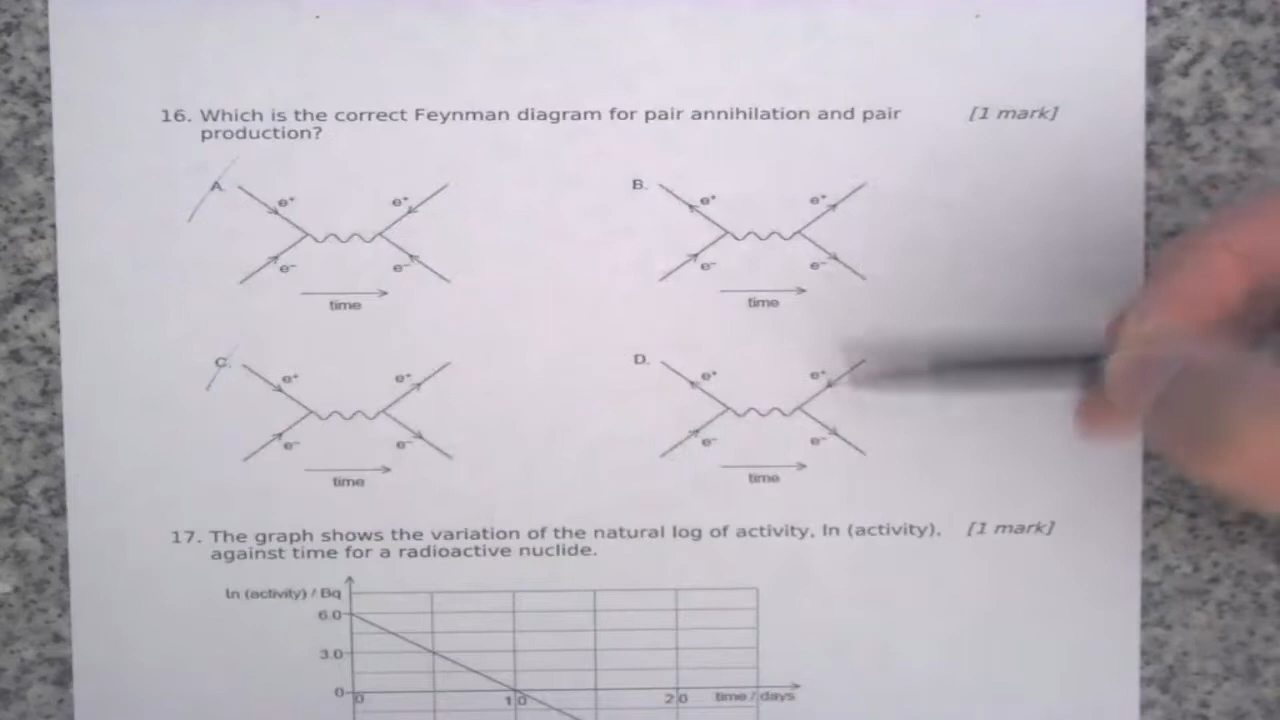 16. Which is the correct Feynman diagram for pair annihilation and pair [1 mark]
production?
A. e⁺ e⁺
e⁻ e⁻
time
B. e⁺ e⁺
e⁻ e⁻
time
C. e⁺ e⁺
e⁻ e⁻
time
D. e⁺ e⁺
e⁻ e⁻
time
17. The graph shows the variation of the natural log of activity, ln (activity), [1 mark]
against time for a radioactive nuclide.
ln (activity) / Bq
6.0
3.0
0
0 10 20 time / days